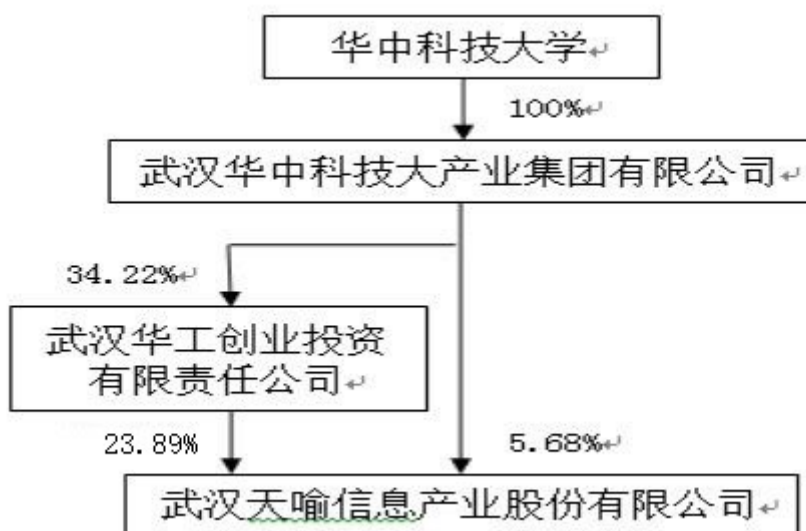 华中科技大学
100%
武汉华中科技大产业集团有限公司
34.22%
武汉华工创业投资
有限责任公司
23.89%
5.68%
武汉天喻信息产业股份有限公司